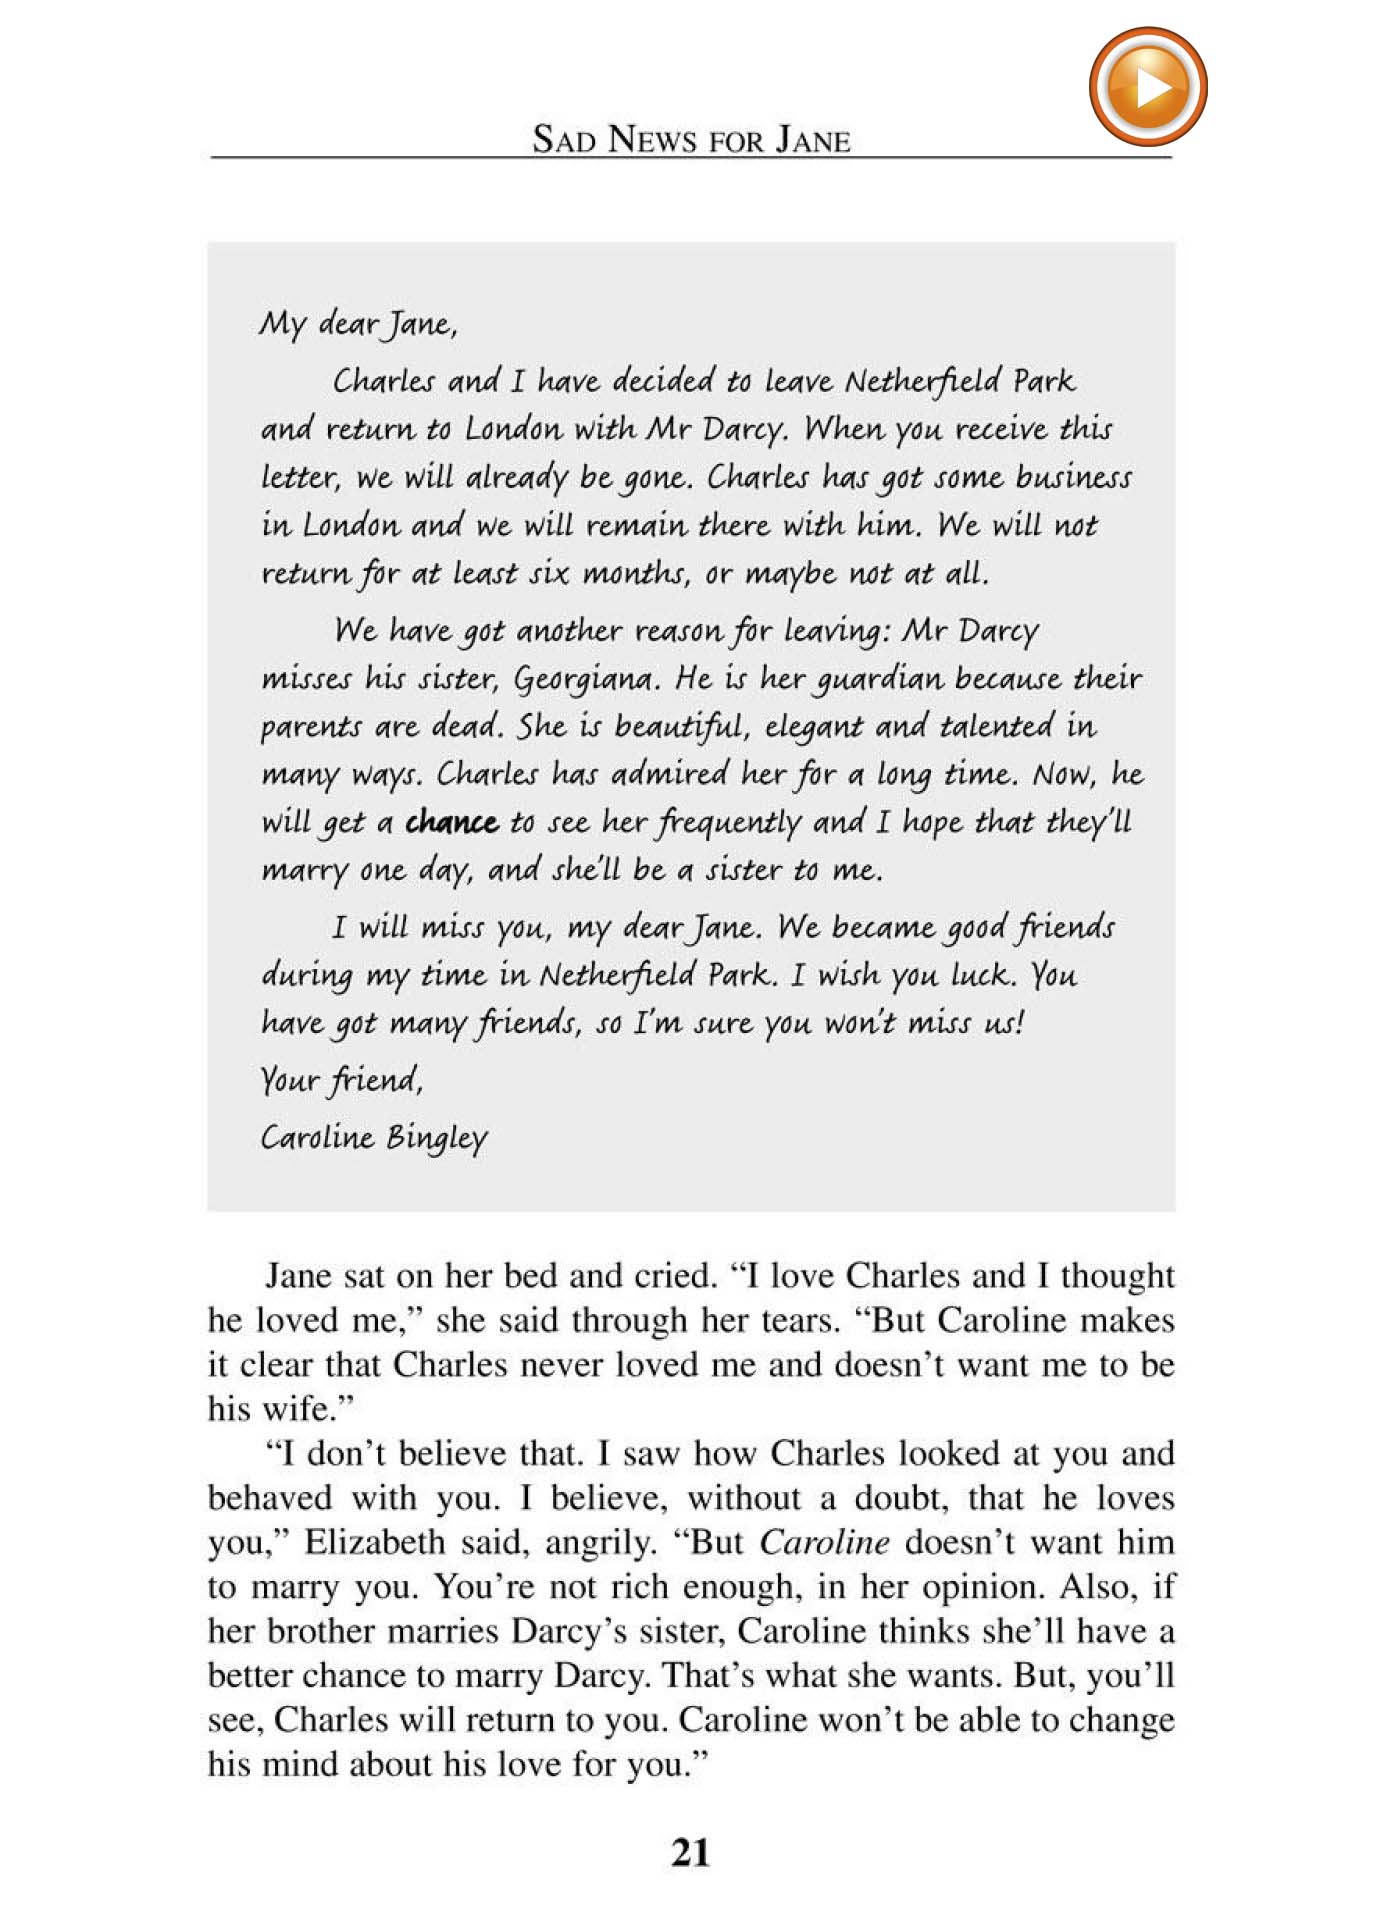 SAD NEWS FOR JANE
My dear Jane,
Charles and I have decided to leave Netherfield Park
and return to London with Mr Darcy. When you receive this
letter, we will already be gone. Charles has got some business
in London and we will remain there with him. We will not
return for at least six months, or maybe not at all.
We have got another reason for leaving: Mr Darcy
misses his sister, Georgiana. He is her guardian because their
parents are dead. She is beautiful, elegant and talented in
many ways. Charles has admired her for a long time. Now, he
will get a chance to see her frequently and I hope that they'll
marry one day, and she'll be a sister to me.
I will miss you, my dear Jane. We became good friends
during my time in Netherfield Park. I wish you luck. You
have got many friends, so I'm sure you won't miss us!
Your friend,
Caroline Bingley
Jane sat on her bed and cried. “I love Charles and I thought
he loved me,” she said through her tears. “But Caroline makes
it clear that Charles never loved me and doesn’t want me to be
his wife.”
“I don’t believe that. I saw how Charles looked at you and
behaved with you. I believe, without a doubt, that he loves
you,” Elizabeth said, angrily. “But Caroline doesn’t want him
to marry you. You’re not rich enough, in her opinion. Also, if
her brother marries Darcy’s sister, Caroline thinks she’ll have a
better chance to marry Darcy. That’s what she wants. But, you’ll
see, Charles will return to you. Caroline won’t be able to change
his mind about his love for you.”
21